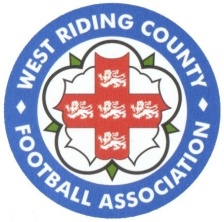 WEST RIDING COUNTY
FOOTBALL ASSOCIATION